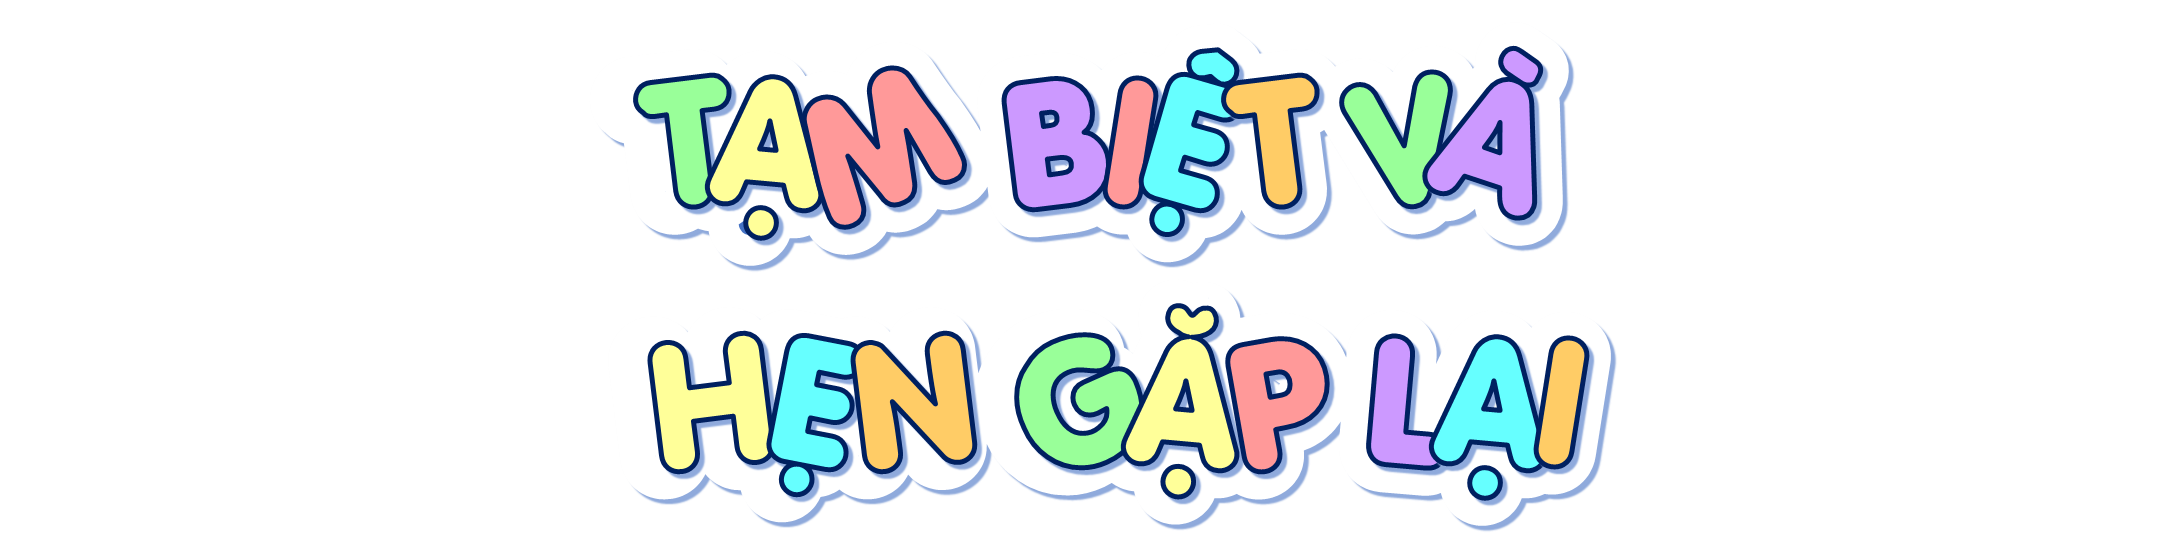 TẠM BIỆT VÀ
HẸN GẶP LẠI